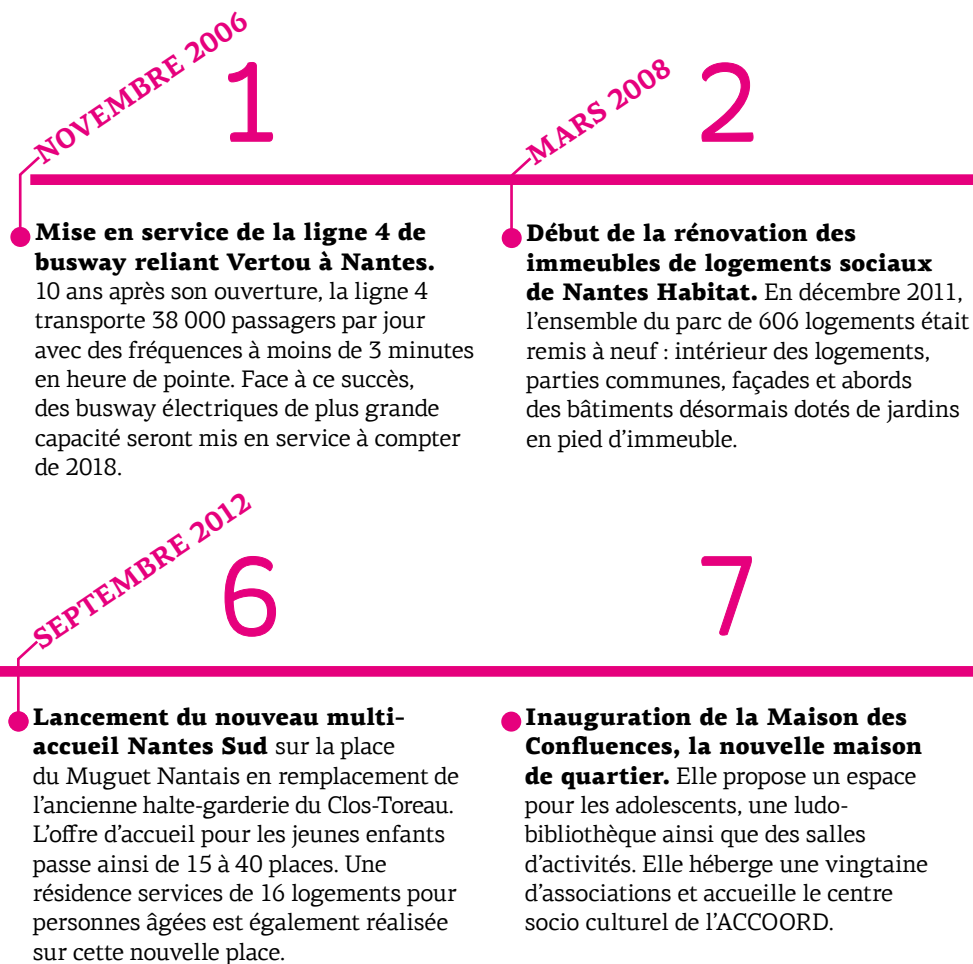 NOVEMBRE 2006
1
Mise en service de la ligne 4 de
busway reliant Vertou à Nantes.
10 ans après son ouverture, la ligne 4
transporte 38 000 passagers par jour
avec des fréquences à moins de 3 minutes
en heure de pointe. Face à ce succès,
des busway électriques de plus grande
capacité seront mis en service à compter
de 2018.
MARS 2008
2
Début de la rénovation des
immeubles de logements sociaux
de Nantes Habitat. En décembre 2011,
l'ensemble du parc de 606 logements était
remis à neuf : intérieur des logements,
parties communes, façades et abords
des bâtiments désormais dotés de jardins
en pied d'immeuble.
SEPTEMBRE 2012
6
Lancement du nouveau multi-
accueil Nantes Sud sur la place
du Muguet Nantais en remplacement de
l'ancienne halte-garderie du Clos-Toreau.
L'offre d'accueil pour les jeunes enfants
passe ainsi de 15 à 40 places. Une
résidence services de 16 logements pour
personnes âgées est également réalisée
sur cette nouvelle place.
7
Inauguration de la Maison des
Confluences, la nouvelle maison
de quartier. Elle propose un espace
pour les adolescents, une ludo-
bibliothèque ainsi que des salles
d'activités. Elle héberge une vingtaine
d'associations et accueille le centre
socio culturel de l'ACCOORD.